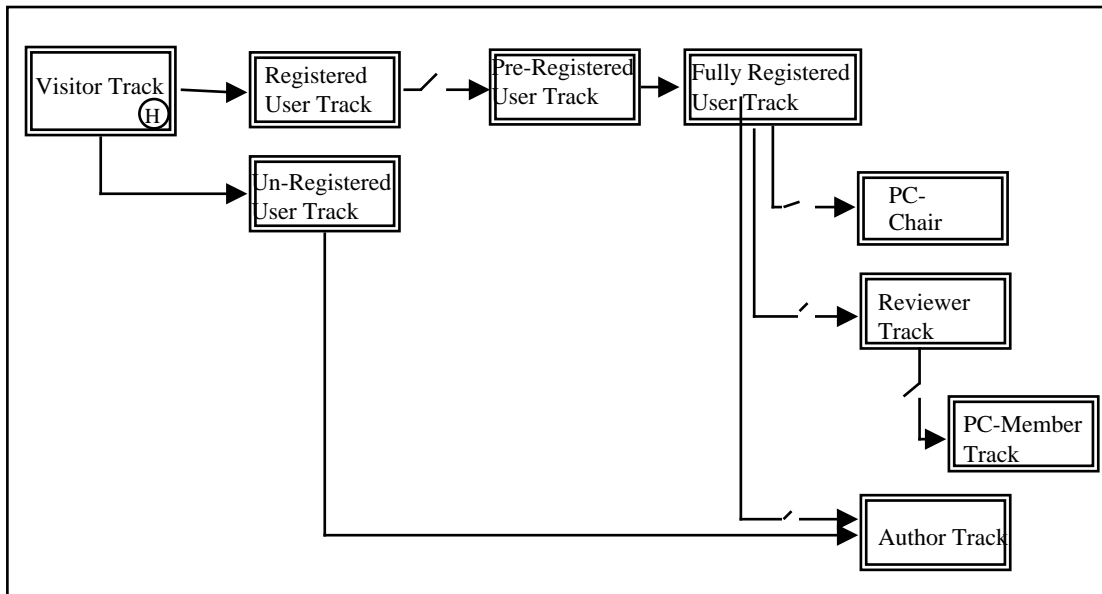 Visitor Track
H
Registered
User Track
Pre-Registered
User Track
Fully Registered
User Track
Un-Registered
User Track
PC-
Chair
Reviewer
Track
PC-Member
Track
Author Track